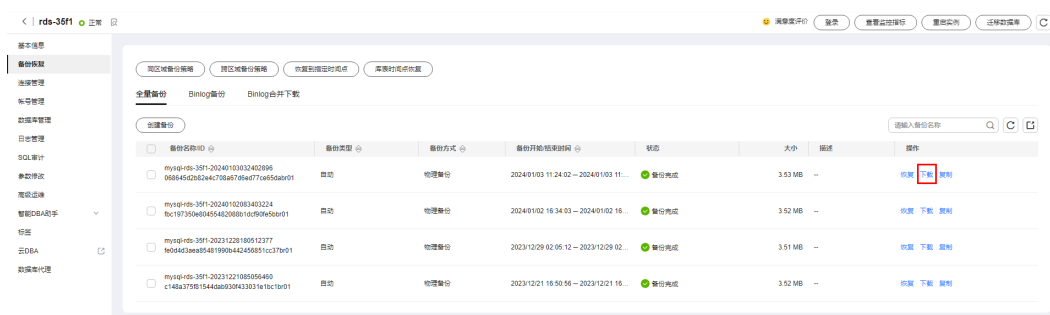 rds-35f1 正常
满意度评价 登录 查看监控指标 重启实例 迁移数据库
基本信息
备份恢复
连接管理
帐号管理
数据库管理
日志管理
SQL审计
参数修改
高级运维
智能DBA助手
标签
云DBA
数据库代理
同区域备份策略 跨区域备份策略 恢复到指定时间点 库表时间点恢复
全量备份 Binlog备份 Binlog合并下载
创建备份 请输入备份名称
备份名称/ID 备份类型 备份方式 备份开始/结束时间 状态 大小 描述 操作
mysql-rds-35f1-20240103032402896
068645d2b82e4c708a67d6ed77ce65dabr01
自动 物理备份 2024/01/03 11:24:02 – 2024/01/03 11:... 备份完成 3.53 MB -- 恢复 下载 复制
mysql-rds-35f1-20240102083403224
fbc197350e80455482088b1dcf90fe5bbr01
自动 物理备份 2024/01/02 16:34:03 – 2024/01/02 16... 备份完成 3.52 MB -- 恢复 下载 复制
mysql-rds-35f1-20231228180512377
fe0d4d3aea85481990b442456851cc37br01
自动 物理备份 2023/12/29 02:05:12 – 2023/12/29 02... 备份完成 3.51 MB -- 恢复 下载 复制
mysql-rds-35f1-20231221085056460
c148a375f81544dab930f433031e1bc1br01
自动 物理备份 2023/12/21 16:50:56 – 2023/12/21 16... 备份完成 3.52 MB -- 恢复 下载 复制